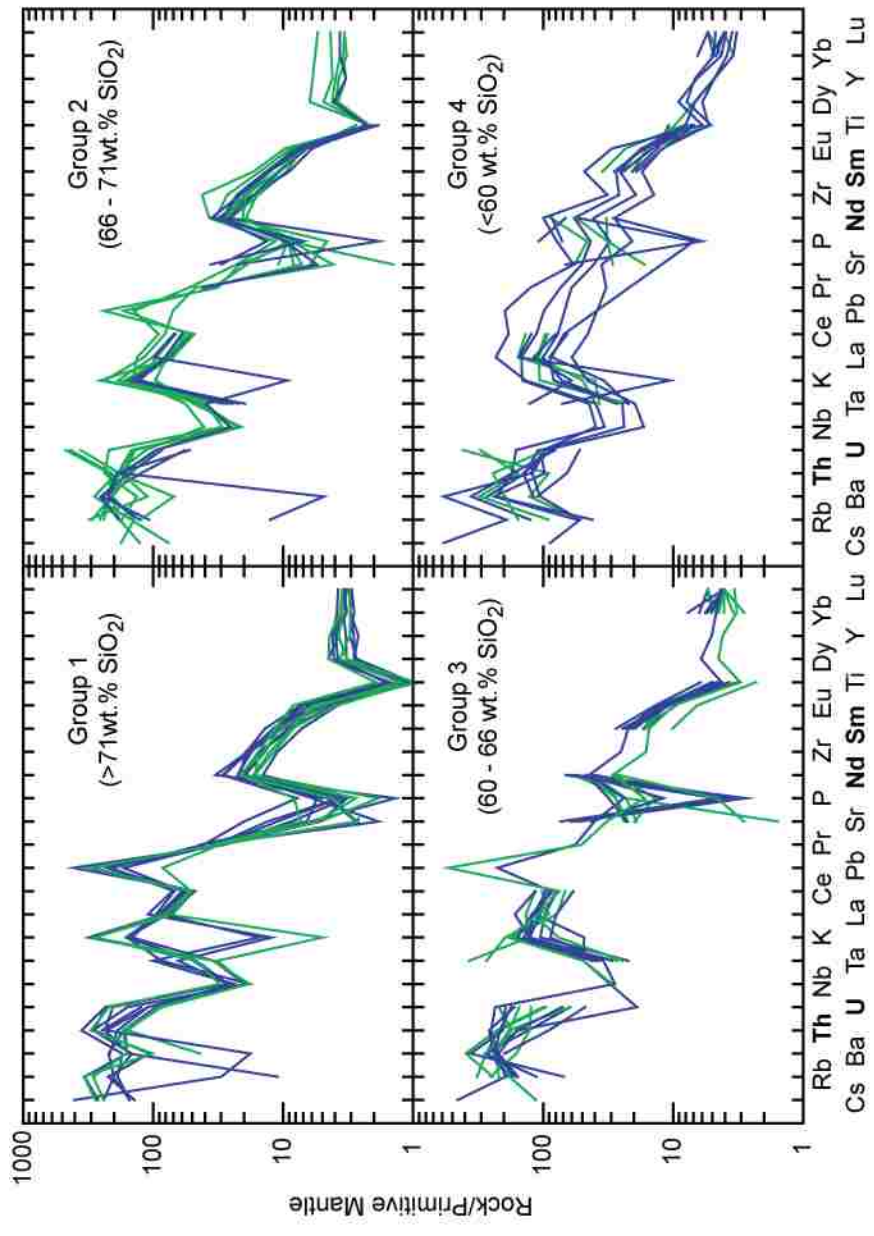 1000
Group 1
(>71wt.% SiO2)
Group 2
(66 - 71wt.% SiO2)
100
10
1
Group 3
(60 - 66 wt.% SiO2)
Group 4
(<60 wt.% SiO2)
100
10
1
Rock/Primitive Mantle
Rb Th Nb K Ce Pr P Zr Eu Dy Yb
Cs Ba U Ta La Pb Sr Nd Sm Ti Y Lu
Rb Th Nb K Ce Pr P Zr Eu Dy Yb
Cs Ba U Ta La Pb Sr Nd Sm Ti Y Lu